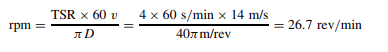 rpm = TSR × 60 v / πD = 4 × 60 s/min × 14 m/s / 40π m/rev = 26.7 rev/min